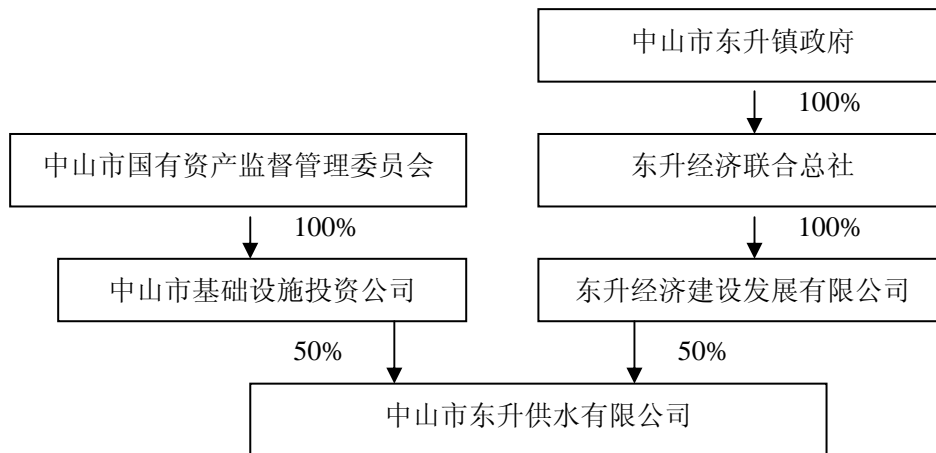 中山市东升镇政府
100%
中山市国有资产监督管理委员会
东升经济联合总社
100%
100%
中山市基础设施投资公司
东升经济建设发展有限公司
50%
50%
中山市东升供水有限公司